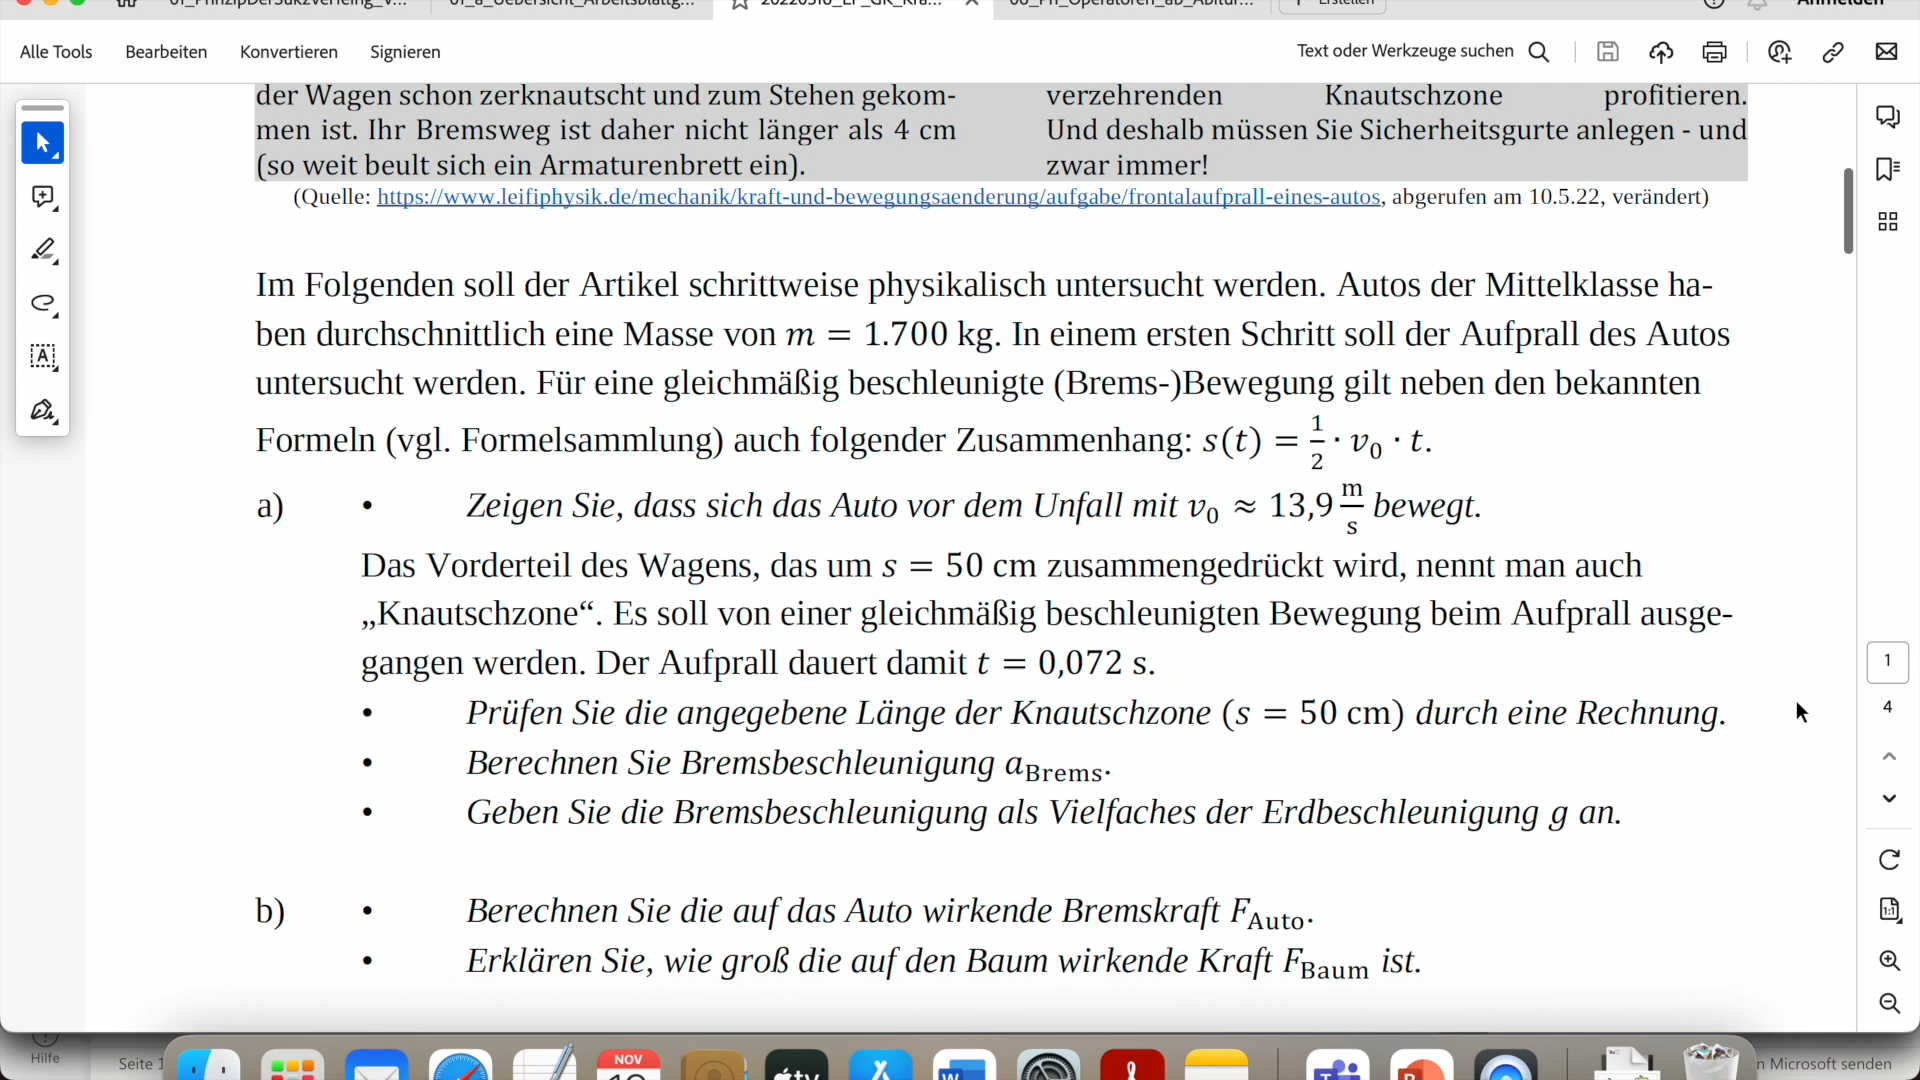 Alle Tools Bearbeiten Konvertieren Signieren Text oder Werkzeuge suchen
der Wagen schon zerknautscht und zum Stehen gekom-
men ist. Ihr Bremsweg ist daher nicht länger als 4 cm
(so weit beult sich ein Armaturenbrett ein).
verzehrenden Knautschzone profitieren.
Und deshalb müssen Sie Sicherheitsgurte anlegen - und
zwar immer!
(Quelle: https://www.leifiphysik.de/mechanik/kraft-und-bewegungsaenderung/aufgabe/frontalaufprall-eines-autos, abgerufen am 10.5.22, verändert)
Im Folgenden soll der Artikel schrittweise physikalisch untersucht werden. Autos der Mittelklasse ha-
ben durchschnittlich eine Masse von m = 1.700 kg. In einem ersten Schritt soll der Aufprall des Autos
untersucht werden. Für eine gleichmäßig beschleunigte (Brems-)Bewegung gilt neben den bekannten
Formeln (vgl. Formelsammlung) auch folgender Zusammenhang: s(t) = 1/2 · v₀ · t.
a) • Zeigen Sie, dass sich das Auto vor dem Unfall mit v₀ ≈ 13,9 m/s bewegt.
Das Vorderteil des Wagens, das um s = 50 cm zusammengedrückt wird, nennt man auch
„Knautschzone“. Es soll von einer gleichmäßig beschleunigten Bewegung beim Aufprall ausge-
gangen werden. Der Aufprall dauert damit t = 0,072 s.
• Prüfen Sie die angegebene Länge der Knautschzone (s = 50 cm) durch eine Rechnung.
• Berechnen Sie Bremsbeschleunigung a_Brems.
• Geben Sie die Bremsbeschleunigung als Vielfaches der Erdbeschleunigung g an.
b) • Berechnen Sie die auf das Auto wirkende Bremskraft F_Auto.
• Erklären Sie, wie groß die auf den Baum wirkende Kraft F_Baum ist.
1
4
Hilfe
Seite 1
NOV
tv
n Microsoft senden